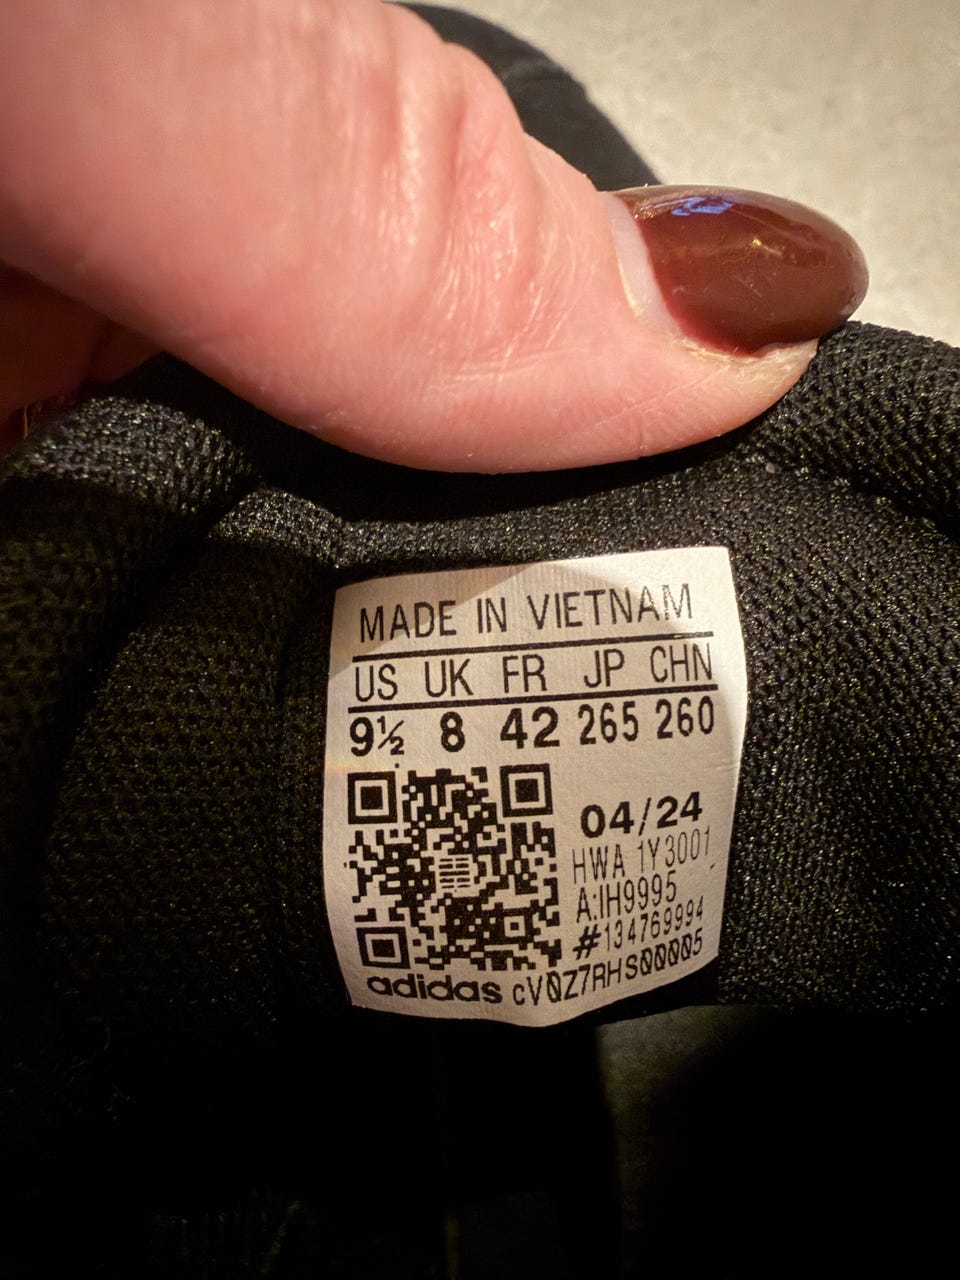 MADE IN VIETNAM
US UK FR JP CHN
9½ 8 42 265 260
04/24
HWA 1Y3001
A:IH9995
#134769994
adidas cV0Z7RHS00005